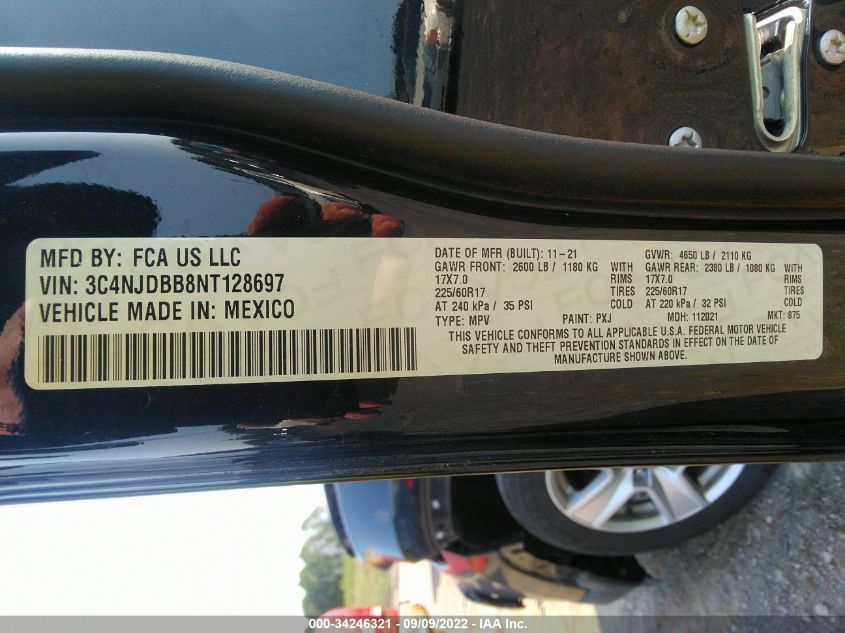 MFD BY: FCA US LLC
VIN: 3C4NJDBB8NT128697
VEHICLE MADE IN: MEXICO
DATE OF MFR (BUILT): 11-21 GVWR: 4650 LB / 2110 KG
GAWR FRONT: 2600 LB / 1180 KG WITH GAWR REAR: 2380 LB / 1080 KG WITH
17X7.0 RIMS 17X7.0 RIMS
225/60R17 TIRES 225/60R17 TIRES
AT 240 kPa / 35 PSI COLD AT 220 kPa / 32 PSI COLD
TYPE: MPV PAINT: PXJ MDH: 112021 MKT: 875
THIS VEHICLE CONFORMS TO ALL APPLICABLE U.S.A. FEDERAL MOTOR VEHICLE
SAFETY AND THEFT PREVENTION STANDARDS IN EFFECT ON THE DATE OF
MANUFACTURE SHOWN ABOVE.
000-34246321 - 09/09/2022 - IAA Inc.